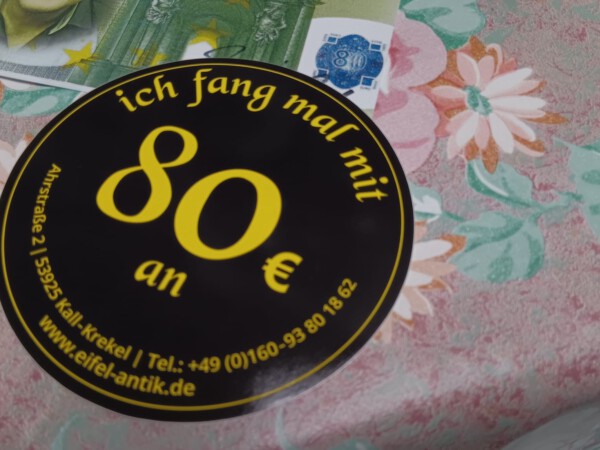 ich fang mal mit
80€
an
Ahrstraße 2 | 53925 Kall-Krekel | Tel.: +49 (0)160-93 80 18 62
www.eifel-antik.de
80